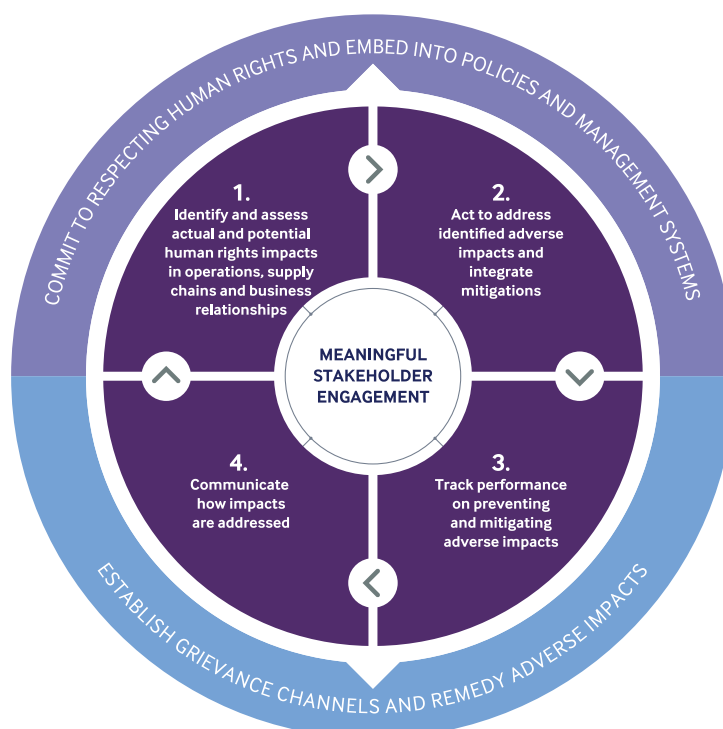 COMMIT TO RESPECTING HUMAN RIGHTS AND EMBED INTO POLICIES AND MANAGEMENT SYSTEMS
1.
Identify and assess
actual and potential
human rights impacts
in operations, supply
chains and business
relationships
2.
Act to address
identified adverse
impacts and
integrate
mitigations
MEANINGFUL
STAKEHOLDER
ENGAGEMENT
3.
Track performance
on preventing
and mitigating
adverse impacts
4.
Communicate
how impacts
are addressed
ESTABLISH GRIEVANCE CHANNELS AND REMEDY ADVERSE IMPACTS